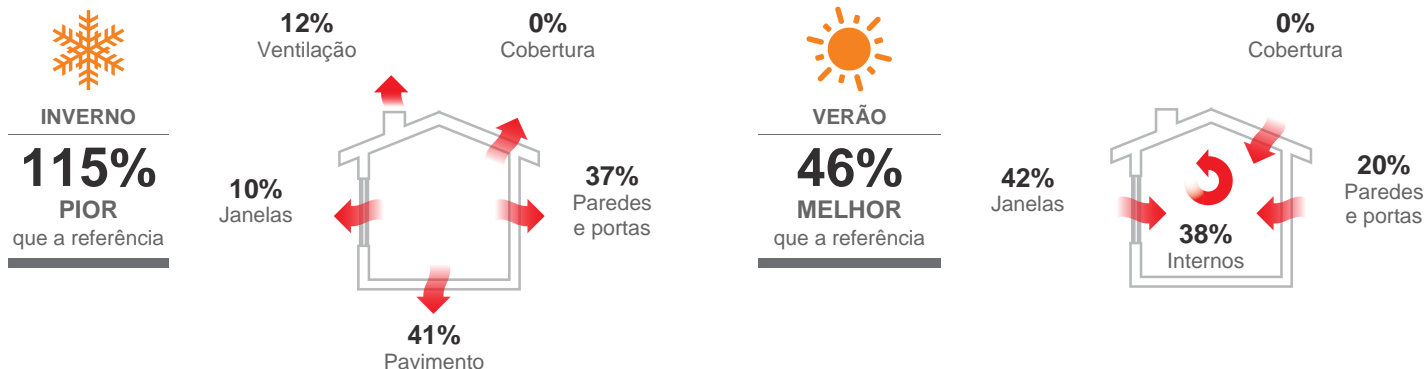 INVERNO
115%
PIOR
que a referência
12%
Ventilação
0%
Cobertura
10%
Janelas
37%
Paredes
e portas
41%
Pavimento
VERÃO
46%
MELHOR
que a referência
0%
Cobertura
42%
Janelas
20%
Paredes
e portas
38%
Internos